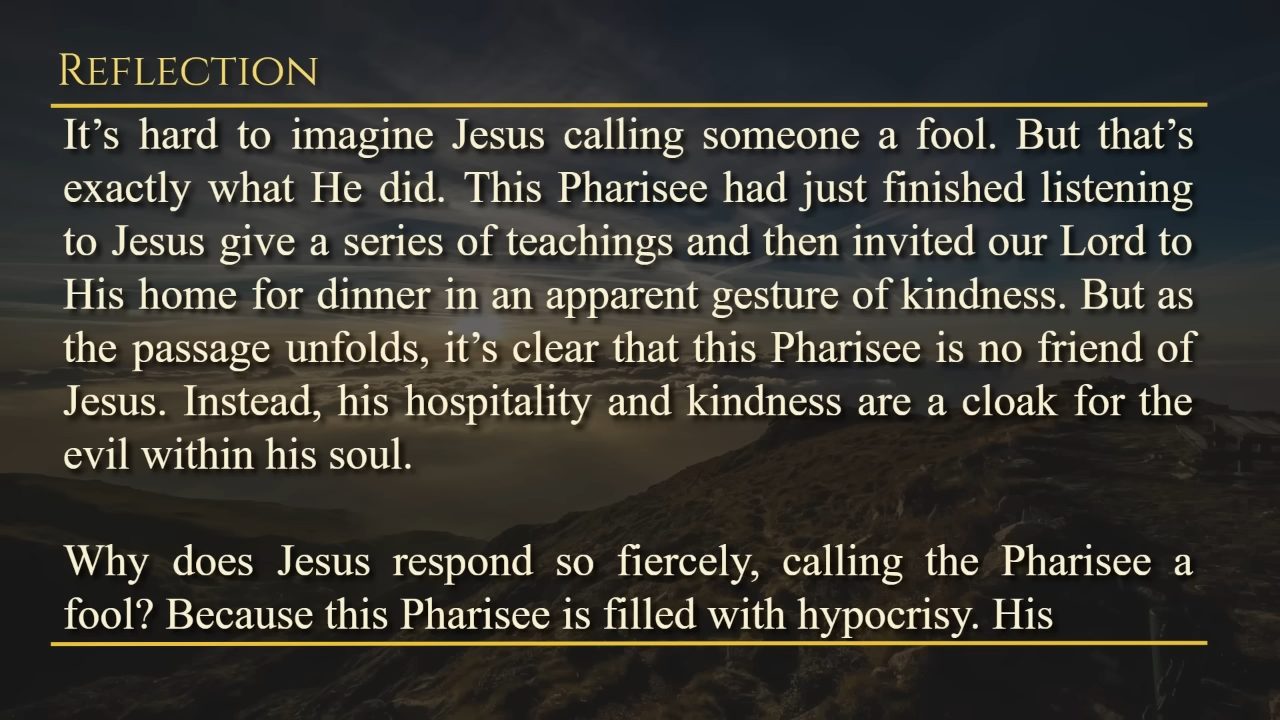 Reflection
It’s hard to imagine Jesus calling someone a fool. But that’s
exactly what He did. This Pharisee had just finished listening
to Jesus give a series of teachings and then invited our Lord to
His home for dinner in an apparent gesture of kindness. But as
the passage unfolds, it’s clear that this Pharisee is no friend of
Jesus. Instead, his hospitality and kindness are a cloak for the
evil within his soul.
Why does Jesus respond so fiercely, calling the Pharisee a
fool? Because this Pharisee is filled with hypocrisy. His